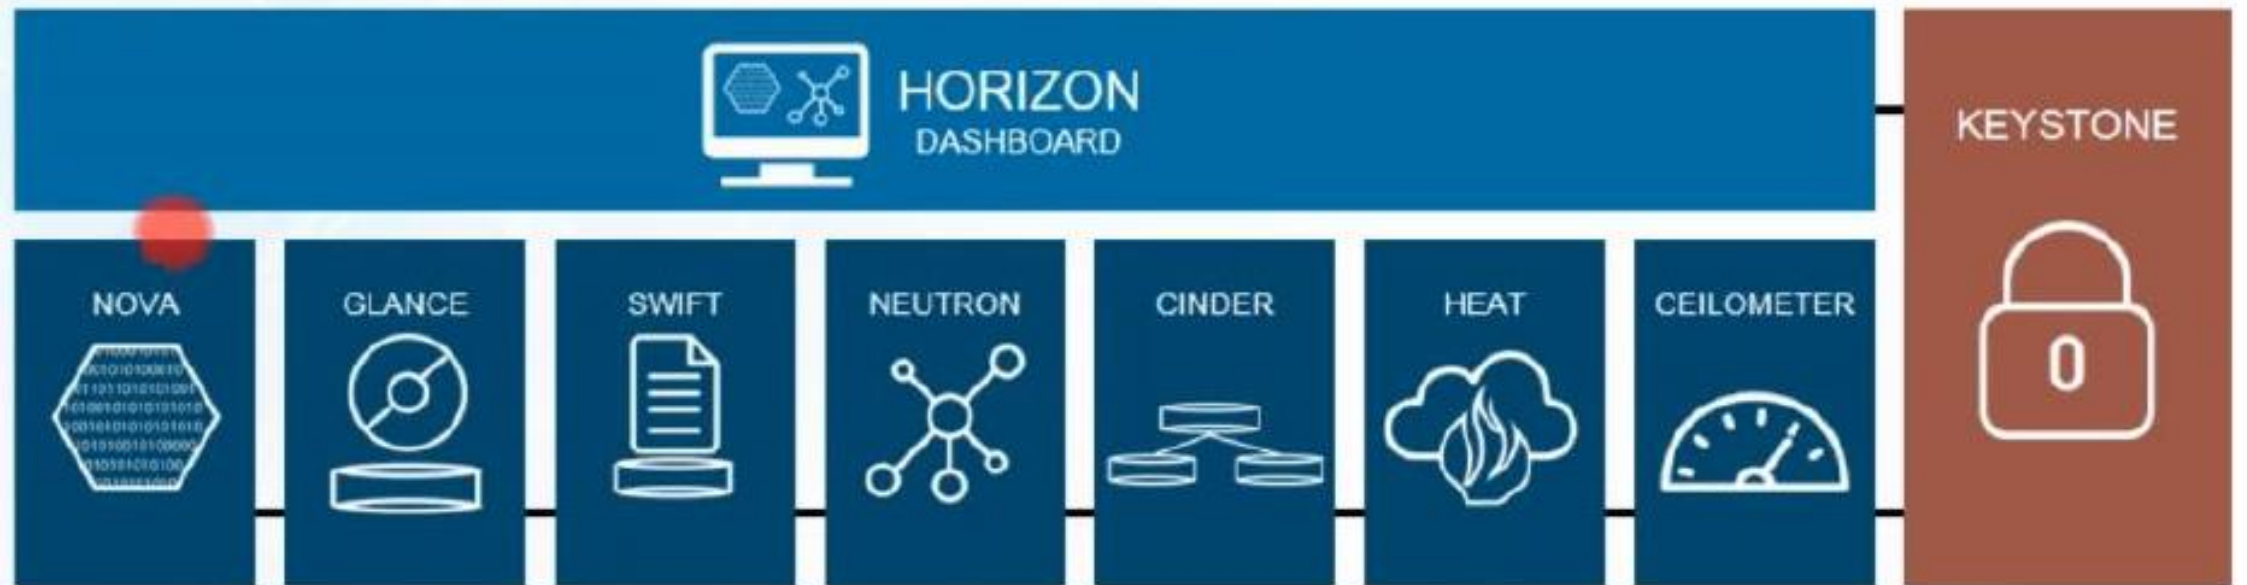 HORIZON
DASHBOARD
KEYSTONE
NOVA
GLANCE
SWIFT
NEUTRON
CINDER
HEAT
CEILOMETER